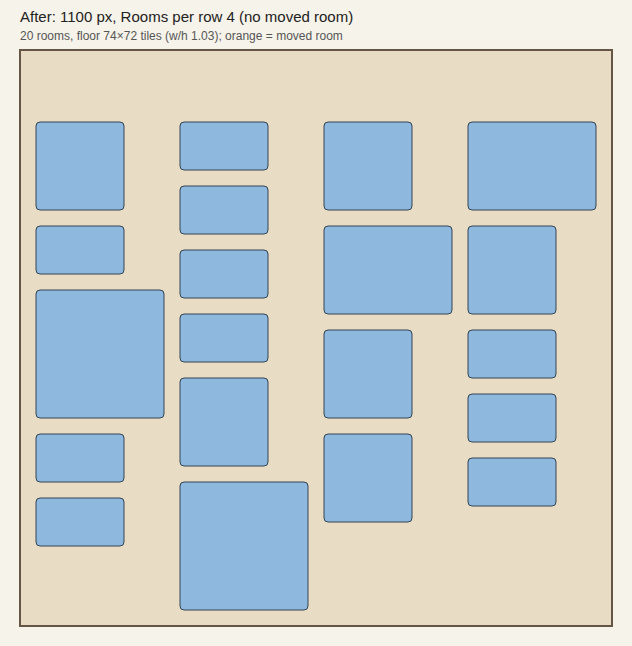 After: 1100 px, Rooms per row 4 (no moved room)
20 rooms, floor 74×72 tiles (w/h 1.03); orange = moved room